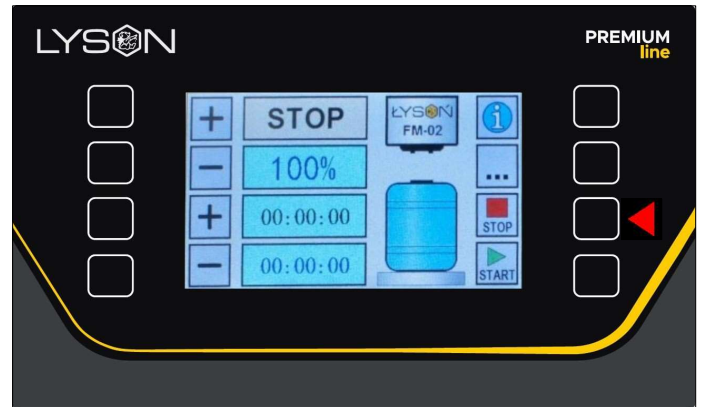 LYSON
PREMIUM
line
+
STOP
ŁYSOŃ
FM-02
−
100%
...
+
00:00:00
STOP
−
00:00:00
START